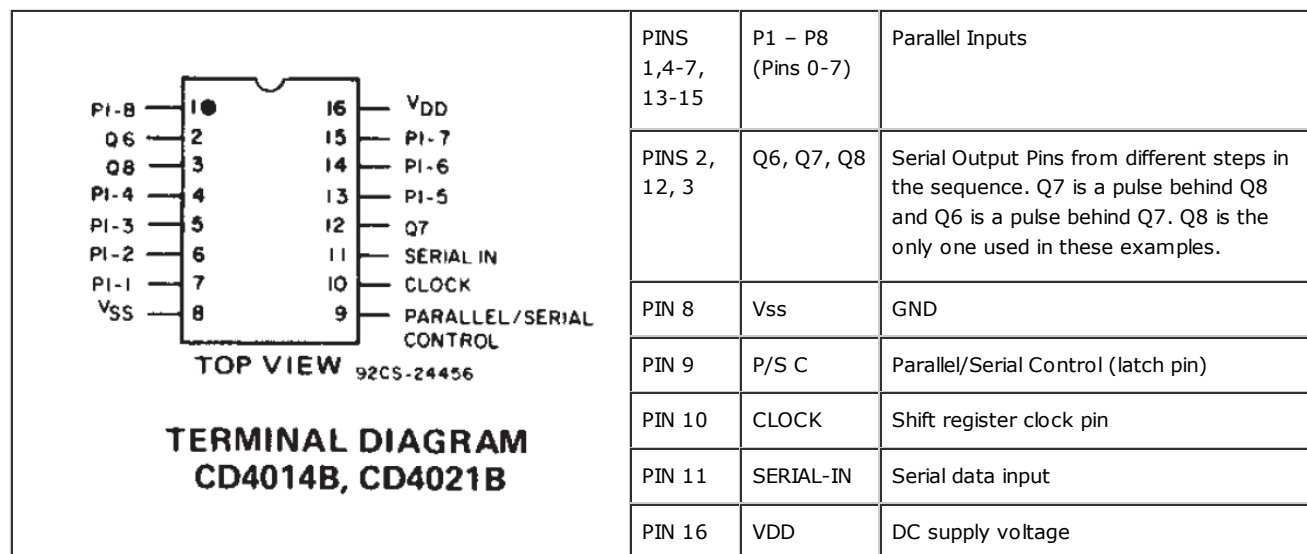 PI-8
Q6
Q8
PI-4
PI-3
PI-2
PI-1
VSS
1
2
3
4
5
6
7
8
16
15
14
13
12
11
10
9
VDD
PI-7
PI-6
PI-5
Q7
SERIAL IN
CLOCK
PARALLEL/SERIAL
CONTROL
TOP VIEW 92CS-24456
TERMINAL DIAGRAM
CD4014B, CD4021B
PINS
1,4-7,
13-15
P1 – P8
(Pins 0-7)
Parallel Inputs
PINS 2,
12, 3
Q6, Q7, Q8
Serial Output Pins from different steps in
the sequence. Q7 is a pulse behind Q8
and Q6 is a pulse behind Q7. Q8 is the
only one used in these examples.
PIN 8
Vss
GND
PIN 9
P/S C
Parallel/Serial Control (latch pin)
PIN 10
CLOCK
Shift register clock pin
PIN 11
SERIAL-IN
Serial data input
PIN 16
VDD
DC supply voltage